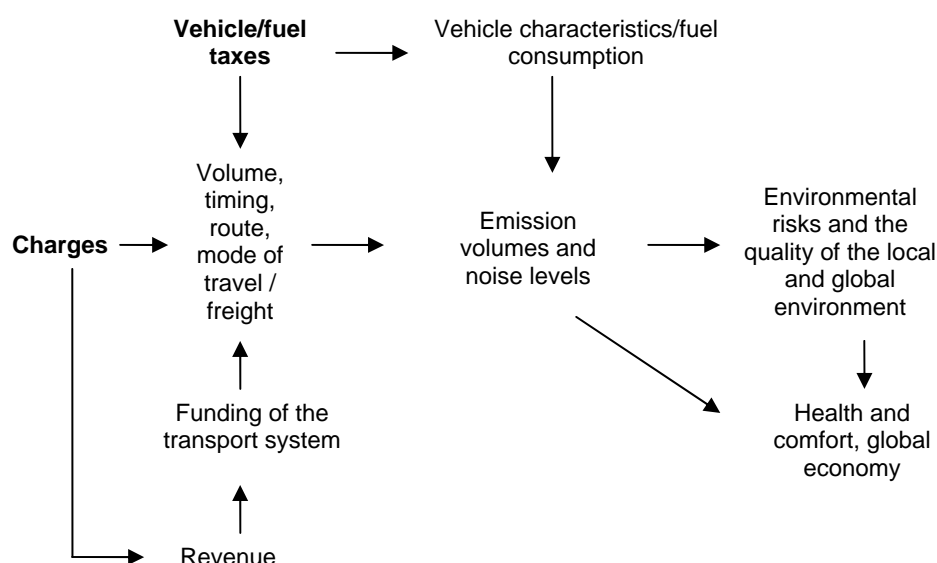 Vehicle/fuel
taxes
Vehicle characteristics/fuel
consumption
Volume,
timing,
route,
mode of
travel /
freight
Charges
Emission
volumes and
noise levels
Environmental
risks and the
quality of the local
and global
environment
Funding of the
transport system
Health and
comfort, global
economy
Revenue